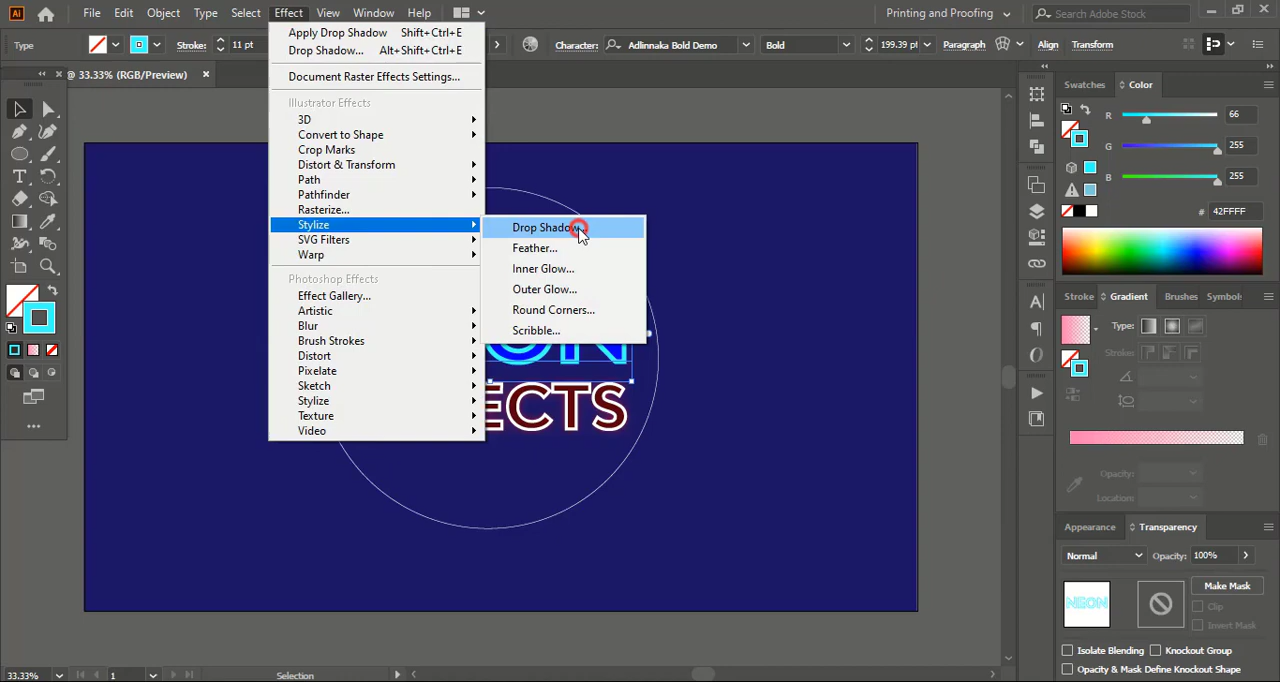 Ai File Edit Object Type Select Effect View Window Help Printing and Proofing Search Adobe Stock
Type Stroke: 11 pt Character: Adlinnaka Bold Demo Bold 199.39 pt Paragraph Align Transform
@ 33.33% (RGB/Preview)
Apply Drop Shadow Shift+Ctrl+E
Drop Shadow... Alt+Shift+Ctrl+E
Document Raster Effects Settings...
Illustrator Effects
3D
Convert to Shape
Crop Marks
Distort & Transform
Path
Pathfinder
Rasterize...
Stylize
SVG Filters
Warp
Photoshop Effects
Effect Gallery...
Artistic
Blur
Brush Strokes
Distort
Pixelate
Sketch
Stylize
Texture
Video
Drop Shadow...
Feather...
Inner Glow...
Outer Glow...
Round Corners...
Scribble...
ON
ECTS
Swatches Color
R 66
G 255
B 255
# 42FFFF
Stroke Gradient Brushes Symbols
Type:
Strokes:
Opacity:
Location:
Appearance Transparency
Normal Opacity: 100%
NEON
Make Mask
Clip
Invert Mask
Isolate Blending Knockout Group
Opacity & Mask Define Knockout Shape
33.33% 1 Selection